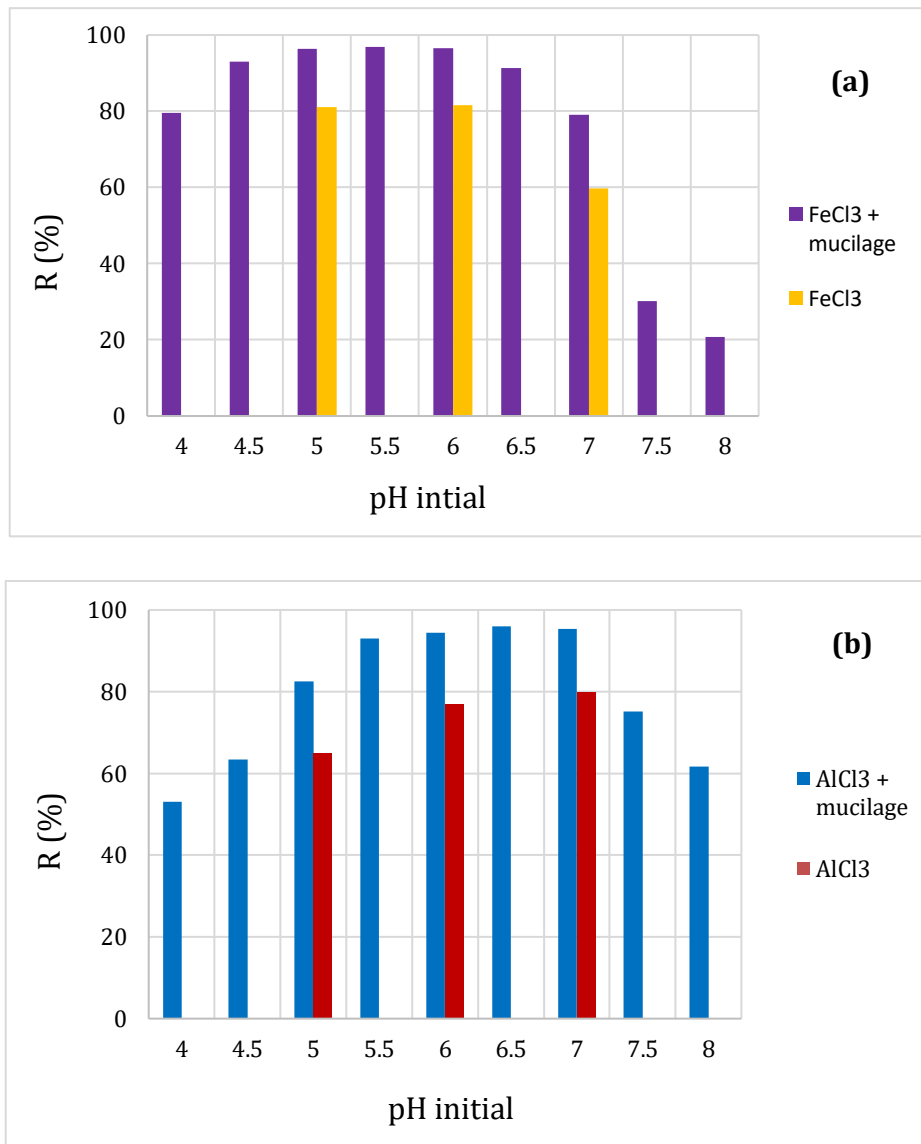 (a)
100
80
60
40
20
0
R (%)
4 4.5 5 5.5 6 6.5 7 7.5 8
pH intial
FeCl3 +
mucilage
FeCl3
(b)
100
80
60
40
20
0
R (%)
4 4.5 5 5.5 6 6.5 7 7.5 8
pH initial
AlCl3 +
mucilage
AlCl3